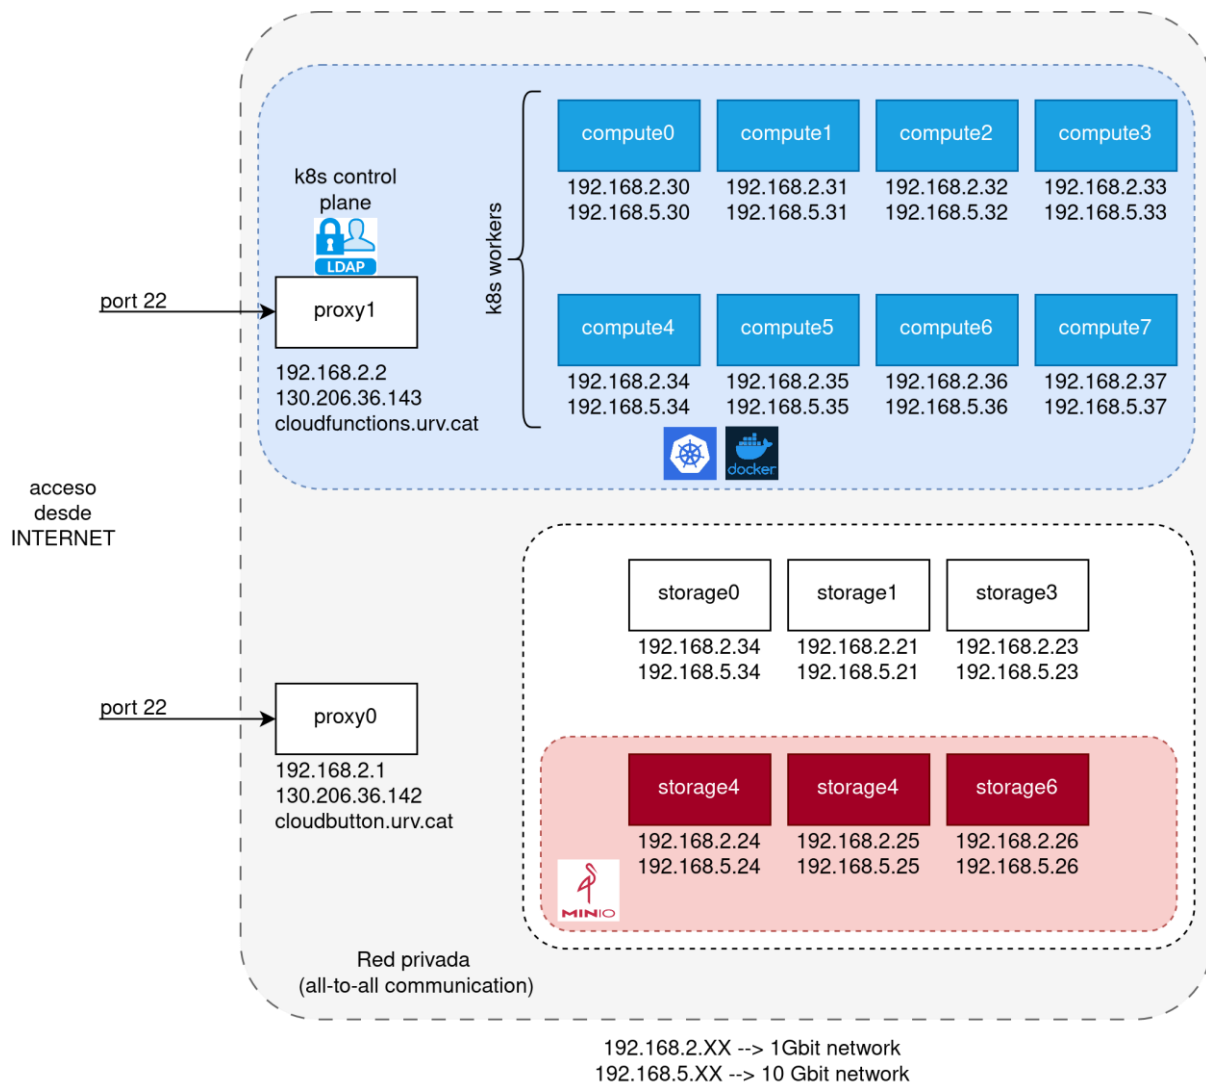 k8s control
plane
LDAP
port 22
proxy1
192.168.2.2
130.206.36.143
cloudfunctions.urv.cat
k8s workers
compute0
192.168.2.30
192.168.5.30
compute1
192.168.2.31
192.168.5.31
compute2
192.168.2.32
192.168.5.32
compute3
192.168.2.33
192.168.5.33
compute4
192.168.2.34
192.168.5.34
compute5
192.168.2.35
192.168.5.35
compute6
192.168.2.36
192.168.5.36
compute7
192.168.2.37
192.168.5.37
docker
acceso
desde
INTERNET
storage0
192.168.2.34
192.168.5.34
storage1
192.168.2.21
192.168.5.21
storage3
192.168.2.23
192.168.5.23
port 22
proxy0
192.168.2.1
130.206.36.142
cloudbutton.urv.cat
storage4
192.168.2.24
192.168.5.24
storage4
192.168.2.25
192.168.5.25
storage6
192.168.2.26
192.168.5.26
MINIO
Red privada
(all-to-all communication)
192.168.2.XX --> 1Gbit network
192.168.5.XX --> 10 Gbit network